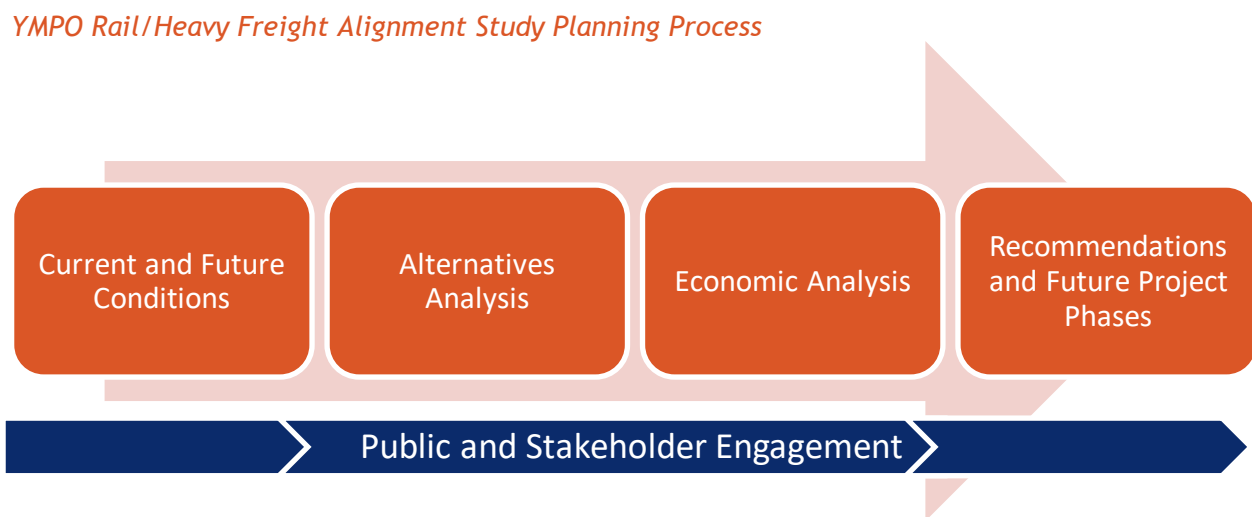 YMPO Rail/Heavy Freight Alignment Study Planning Process
Current and Future
Conditions
Alternatives
Analysis
Economic Analysis
Recommendations
and Future Project
Phases
Public and Stakeholder Engagement